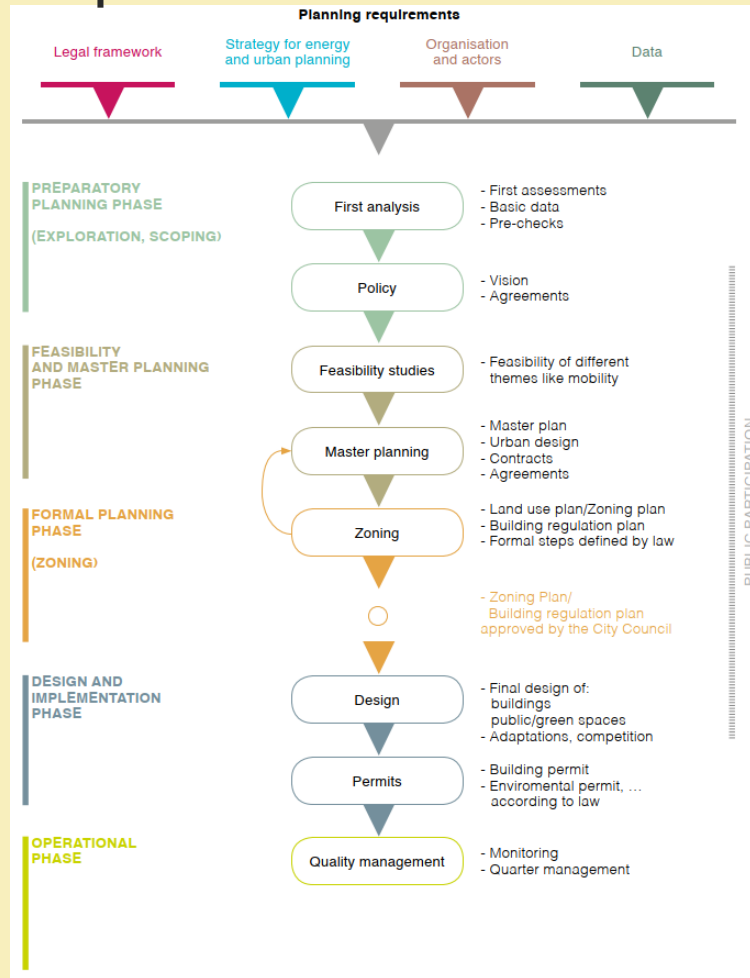 Planning requirements
Legal framework
Strategy for energy
and urban planning
Organisation
and actors
Data
PREPARATORY
PLANNING PHASE
(EXPLORATION, SCOPING)
First analysis
- First assessments
- Basic data
- Pre-checks
Policy
- Vision
- Agreements
FEASIBILITY
AND MASTER PLANNING
PHASE
Feasibility studies
- Feasibility of different
themes like mobility
Master planning
- Master plan
- Urban design
- Contracts
- Agreements
FORMAL PLANNING
PHASE
(ZONING)
Zoning
- Land use plan/Zoning plan
- Building regulation plan
- Formal steps defined by law
- Zoning Plan/
Building regulation plan
approved by the City Council
DESIGN AND
IMPLEMENTATION
PHASE
Design
- Final design of:
buildings
public/green spaces
- Adaptations, competition
Permits
- Building permit
- Enviromental permit, ...
according to law
OPERATIONAL
PHASE
Quality management
- Monitoring
- Quarter management
PUBLIC PARTICIPATION